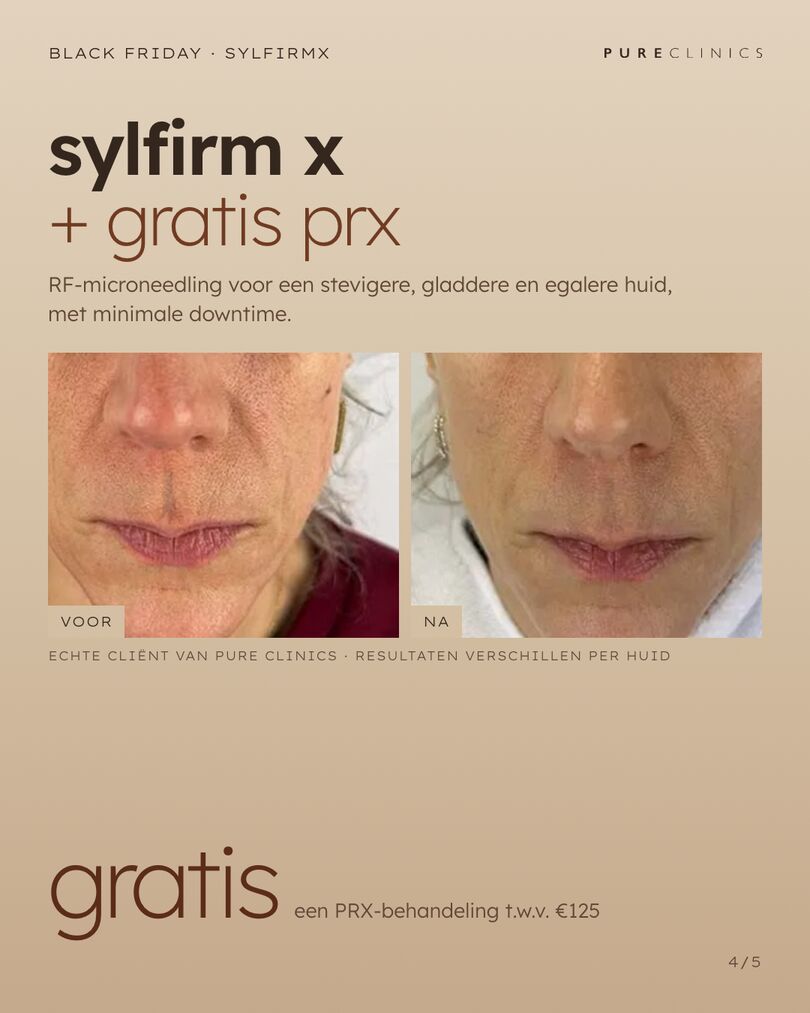 BLACK FRIDAY · SYLFIRMX
PURECLINICS
sylfirm x
+ gratis prx
RF-microneedling voor een stevigere, gladdere en egalere huid,
met minimale downtime.
VOOR
NA
ECHTE CLIËNT VAN PURE CLINICS · RESULTATEN VERSCHILLEN PER HUID
gratis een PRX-behandeling t.w.v. €125
4/5